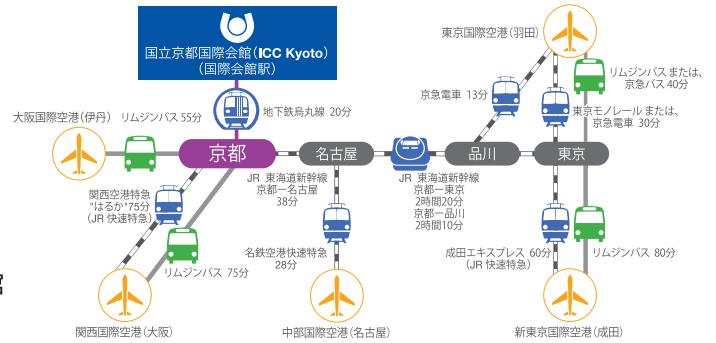 国立京都国際会館(ICC Kyoto)
(国際会館駅)
東京国際空港(羽田)
リムジンバス または、
京急バス 40分
京急電車 13分
地下鉄烏丸線 20分
東京モノレール または、
京急電車 30分
大阪国際空港(伊丹)
リムジンバス 55分
京都
名古屋
品川
東京
JR 東海道新幹線
京都ー名古屋
38分
JR 東海道新幹線
京都ー東京
2時間20分
京都ー品川
2時間10分
関西空港特急
"はるか"75分
(JR 快速特急)
リムジンバス 75分
名鉄空港快速特急
28分
成田エキスプレス 60分
(JR 快速特急)
リムジンバス 80分
関西国際空港(大阪)
中部国際空港(名古屋)
新東京国際空港(成田)